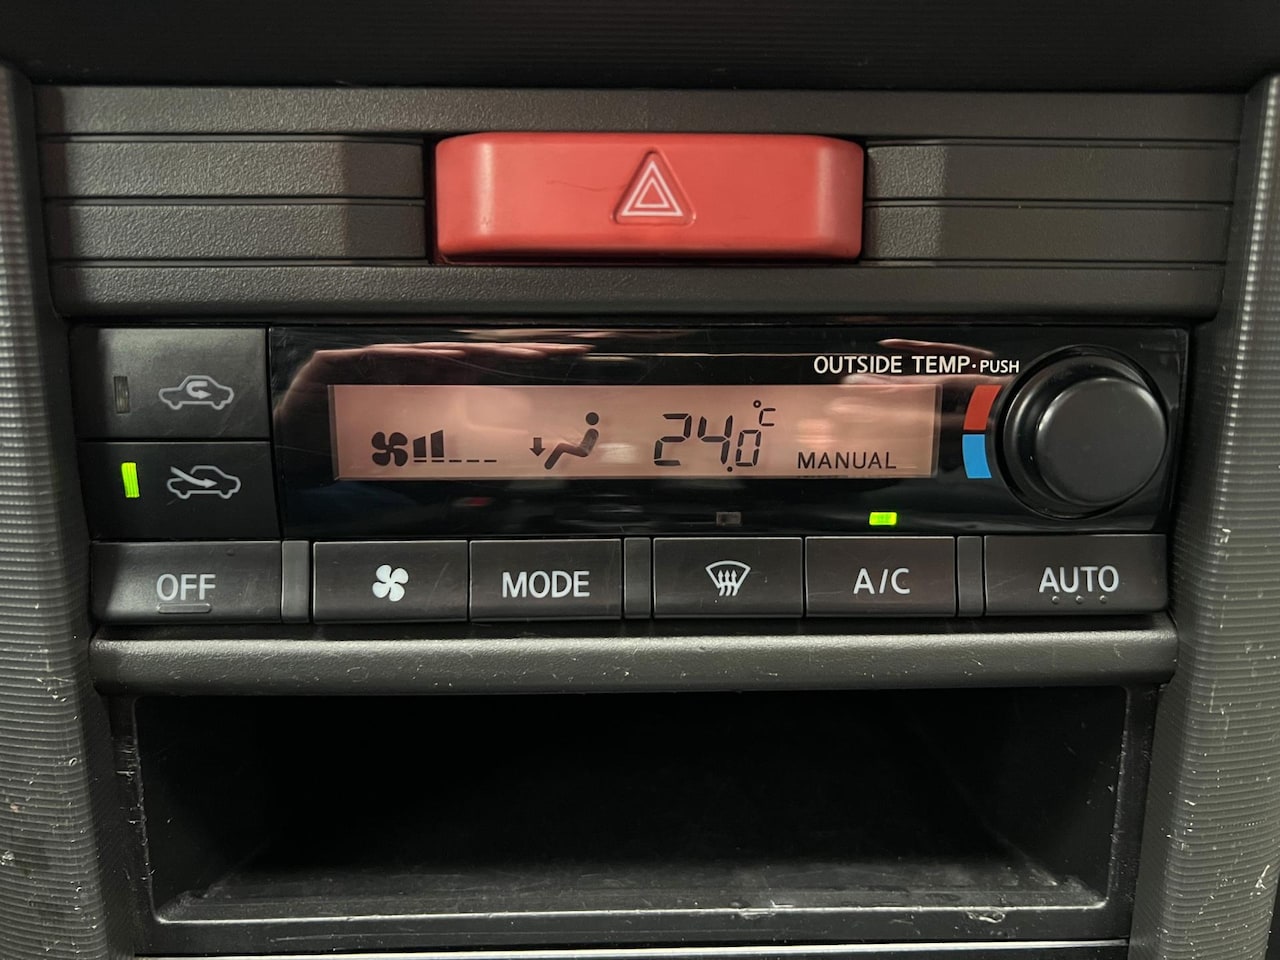 OUTSIDE TEMP·PUSH
24.0°C
MANUAL
OFF
MODE
A/C
AUTO